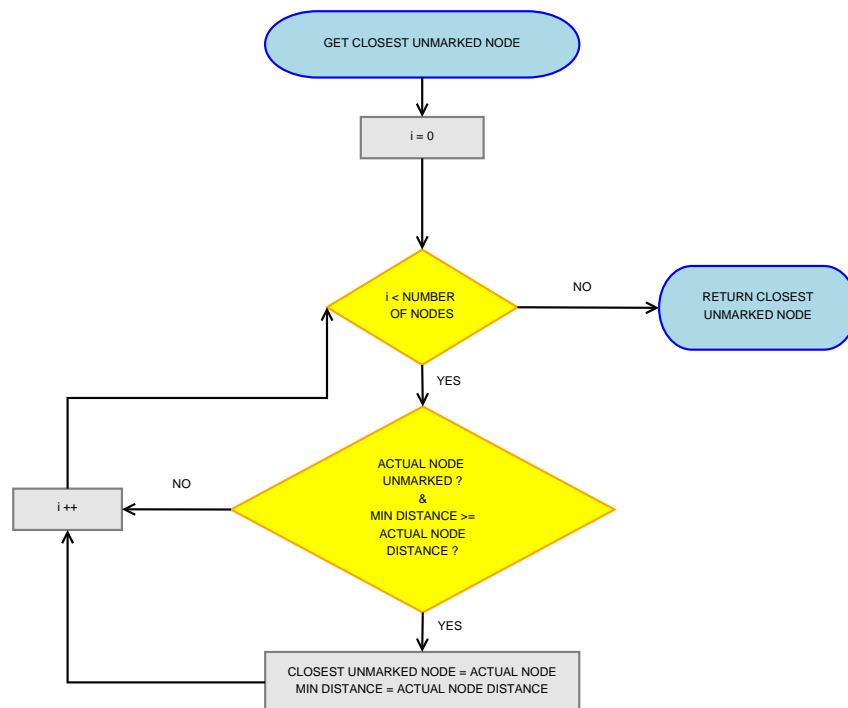 GET CLOSEST UNMARKED NODE
i = 0
i < NUMBER
OF NODES
NO
RETURN CLOSEST
UNMARKED NODE
YES
ACTUAL NODE
UNMARKED ?
&
MIN DISTANCE >=
ACTUAL NODE
DISTANCE ?
NO
i ++
YES
CLOSEST UNMARKED NODE = ACTUAL NODE
MIN DISTANCE = ACTUAL NODE DISTANCE